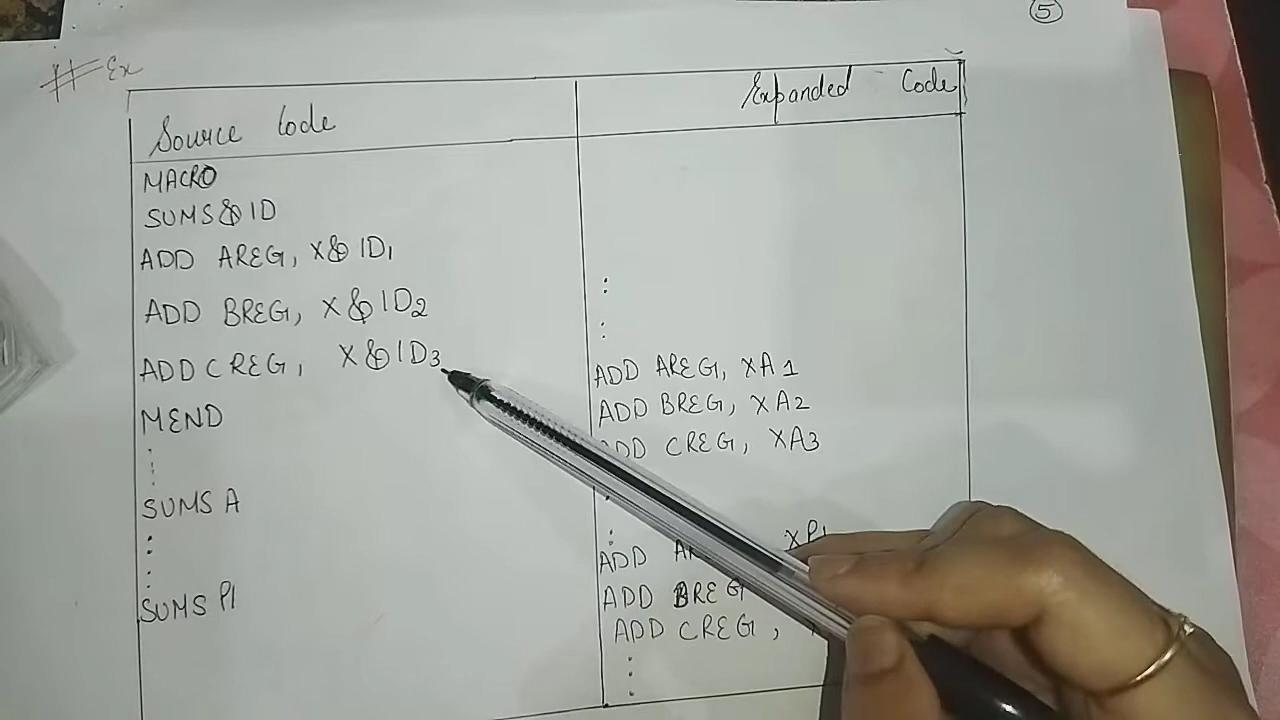 5
# Ex
Source Code
Expanded Code
MACRO
SUMS & ID
ADD AREG, X & ID1
ADD BREG, X & ID2
ADD CREG, X & ID3
MEND
SUMS A
SUMS P1
ADD AREG, XA1
ADD BREG, XA2
ADD CREG, XA3
ADD
ADD BREG
ADD CREG ,